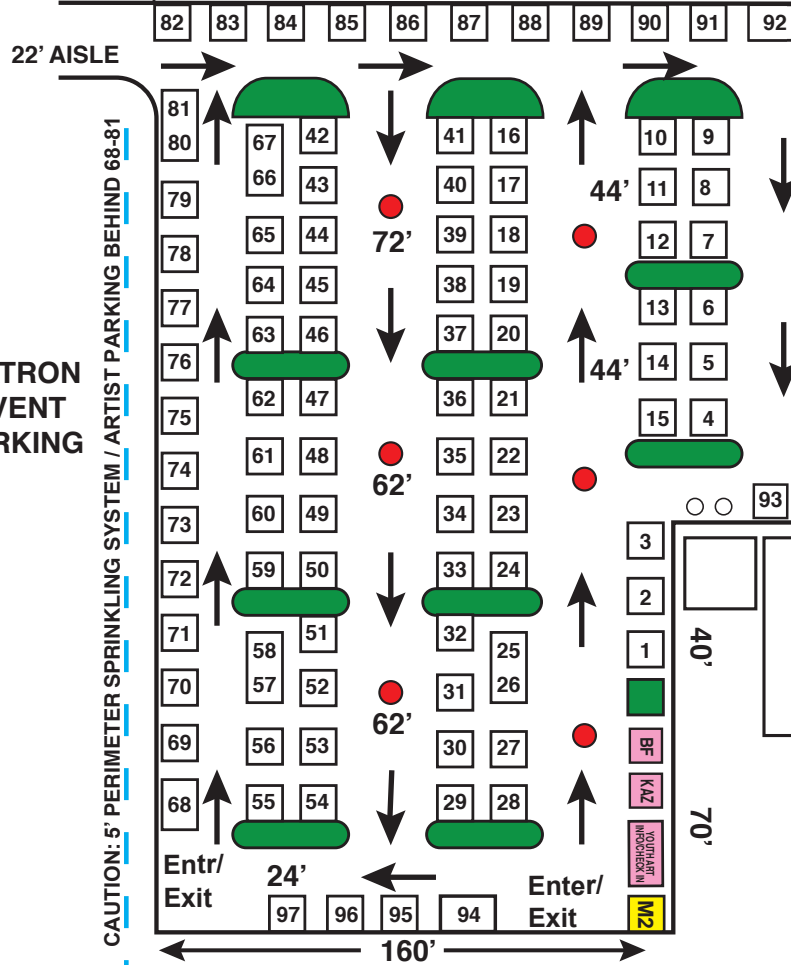 82 83 84 85 86 87 88 89 90 91 92
22' AISLE
81
80
67 42 41 16 10 9
66 43 40 17 44' 11 8
79
65 44 72' 39 18 12 7
78
64 45 38 19
77 13 6
63 46 37 20
TRON
VENT
RKING
76 44' 14 5
62 47 36 21
75 15 4
61 48 62' 35 22
74
93
60 49 34 23
73 3
59 50 33 24
72 2
51 32
71 1
58 25
57 52 31 26
70
40'
62'
69 56 53 30 27 BF
KAZ
68 55 54 29 28
70'
YOUTH ART
INFO/CHECK IN
Entr/
Exit
24'
Enter/
Exit
97 96 95 94 M2
160'
CAUTION: 5' PERIMETER SPRINKLING SYSTEM / ARTIST PARKING BEHIND 68-81